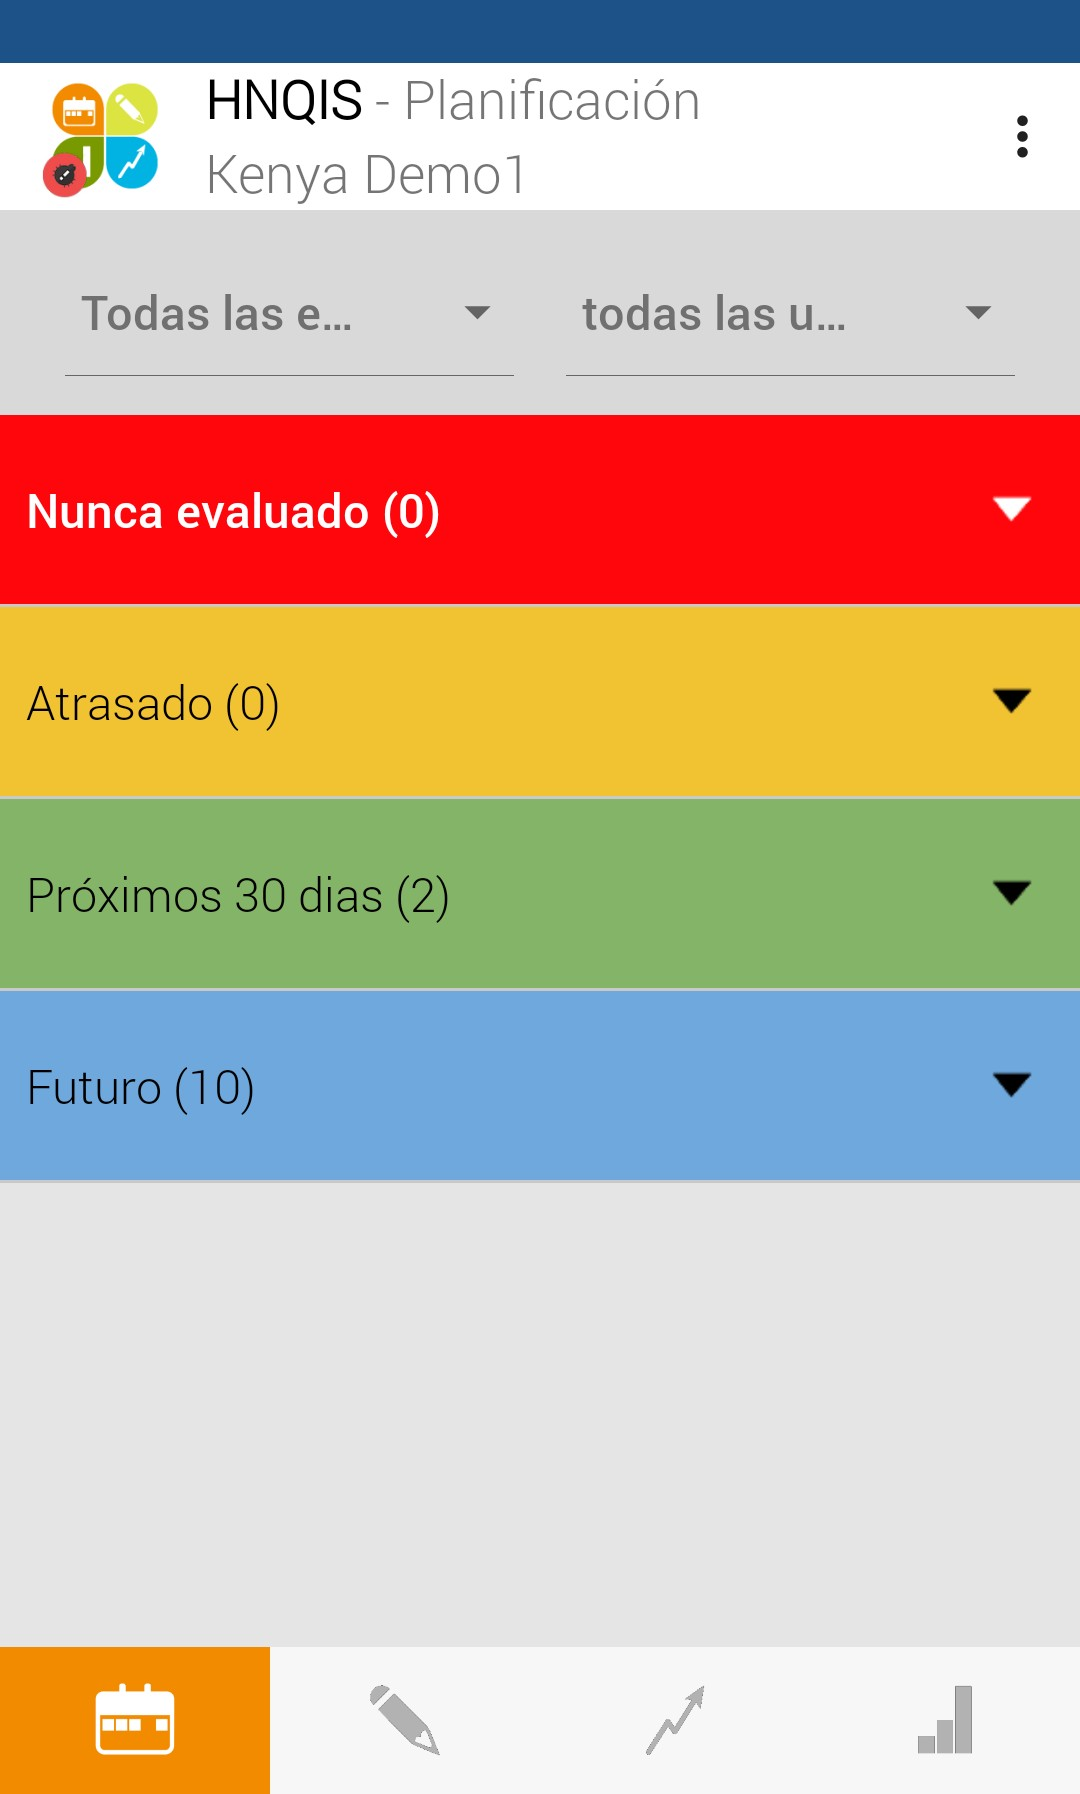 HNQIS - Planificación
Kenya Demo1
Todas las e... todas las u...
Nunca evaluado (0)
Atrasado (0)
Próximos 30 dias (2)
Futuro (10)